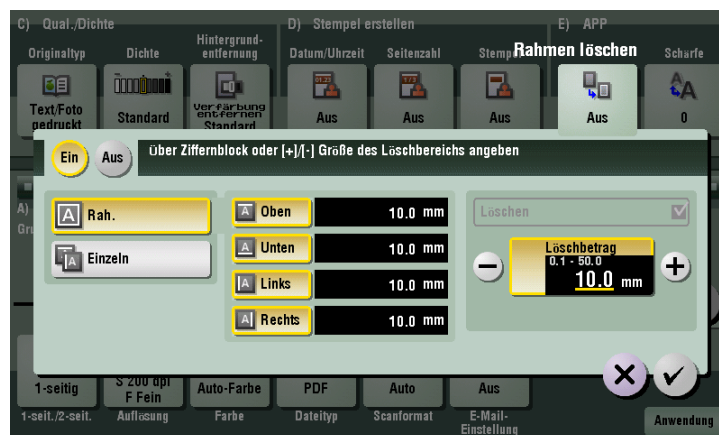 C) Qual./Dichte D) Stempel erstellen E) APP
Originaltyp Dichte Hintergrund-entfernung Datum/Uhrzeit Seitenzahl Stempel Rahmen löschen Schärfe
Text/Foto gedruckt Standard Verfärbung entfernen Standard Aus Aus Aus Aus 0
Ein Aus Über Ziffernblock oder [+]/[-] Größe des Löschbereichs angeben
A)
Rah.
Einzeln
Oben 10.0 mm
Unten 10.0 mm
Links 10.0 mm
Rechts 10.0 mm
Löschen
Löschbetrag
0.1 - 50.0
10.0 mm
1-seitig S 200 dpi F Fein Auto-Farbe PDF Auto Aus
1-seit./2-seit. Auflösung Farbe Dateityp Scanformat E-Mail-Einstellung Anwendung